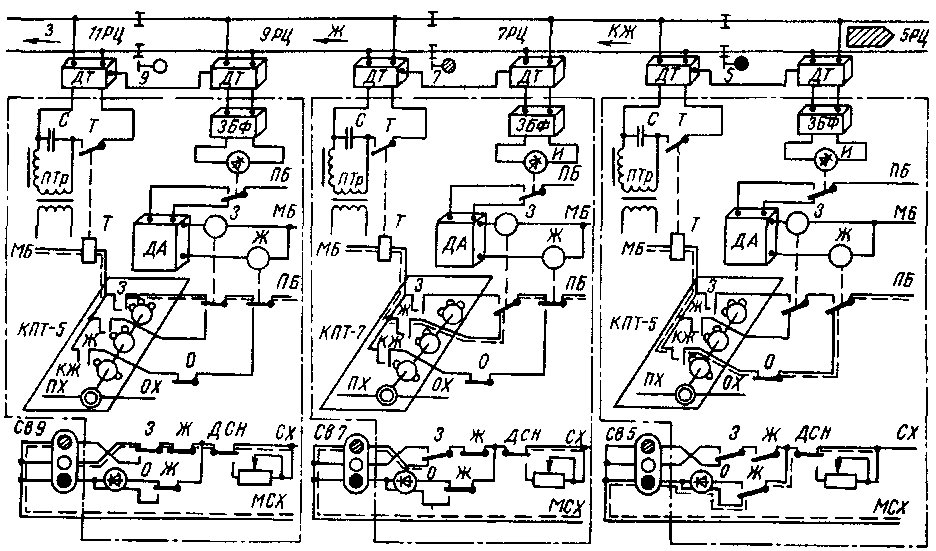 З 11РЦ 9РЦ Ж 7РЦ КЖ 5РЦ
ДТ 9 ДТ ДТ 7 ДТ ДТ 5 ДТ
С Т ЗБФ С Т ЗБФ С Т ЗБФ
И И
ПТр ПБ ПТр ПБ ПТр ПБ
Т З МБ Т З МБ Т З МБ
МБ ДА Ж МБ ДА Ж МБ ДА Ж
З ПБ З ПБ З ПБ
КПТ-5 Ж КПТ-7 Ж КПТ-5 Ж
КЖ О КЖ О КЖ О
ПХ ОХ ПХ ОХ ПХ ОХ
СВ9 З Ж ДСН СХ СВ7 З Ж ДСН СХ СВ5 З Ж ДСН СХ
О Ж О Ж О Ж
МСХ МСХ МСХ